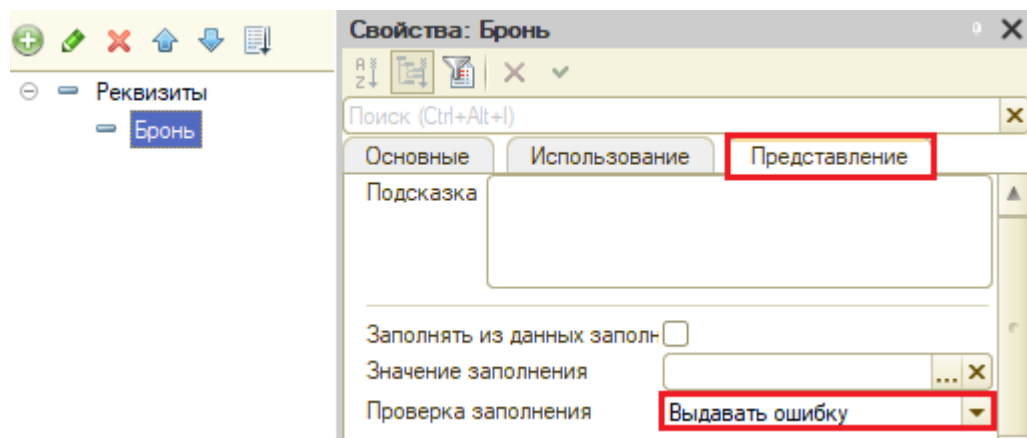 Свойства: Бронь
Реквизиты
Бронь
Поиск (Ctrl+Alt+I)
Основные Использование Представление
Подсказка
Заполнять из данных заполн
Значение заполнения
...
Проверка заполнения Выдавать ошибку